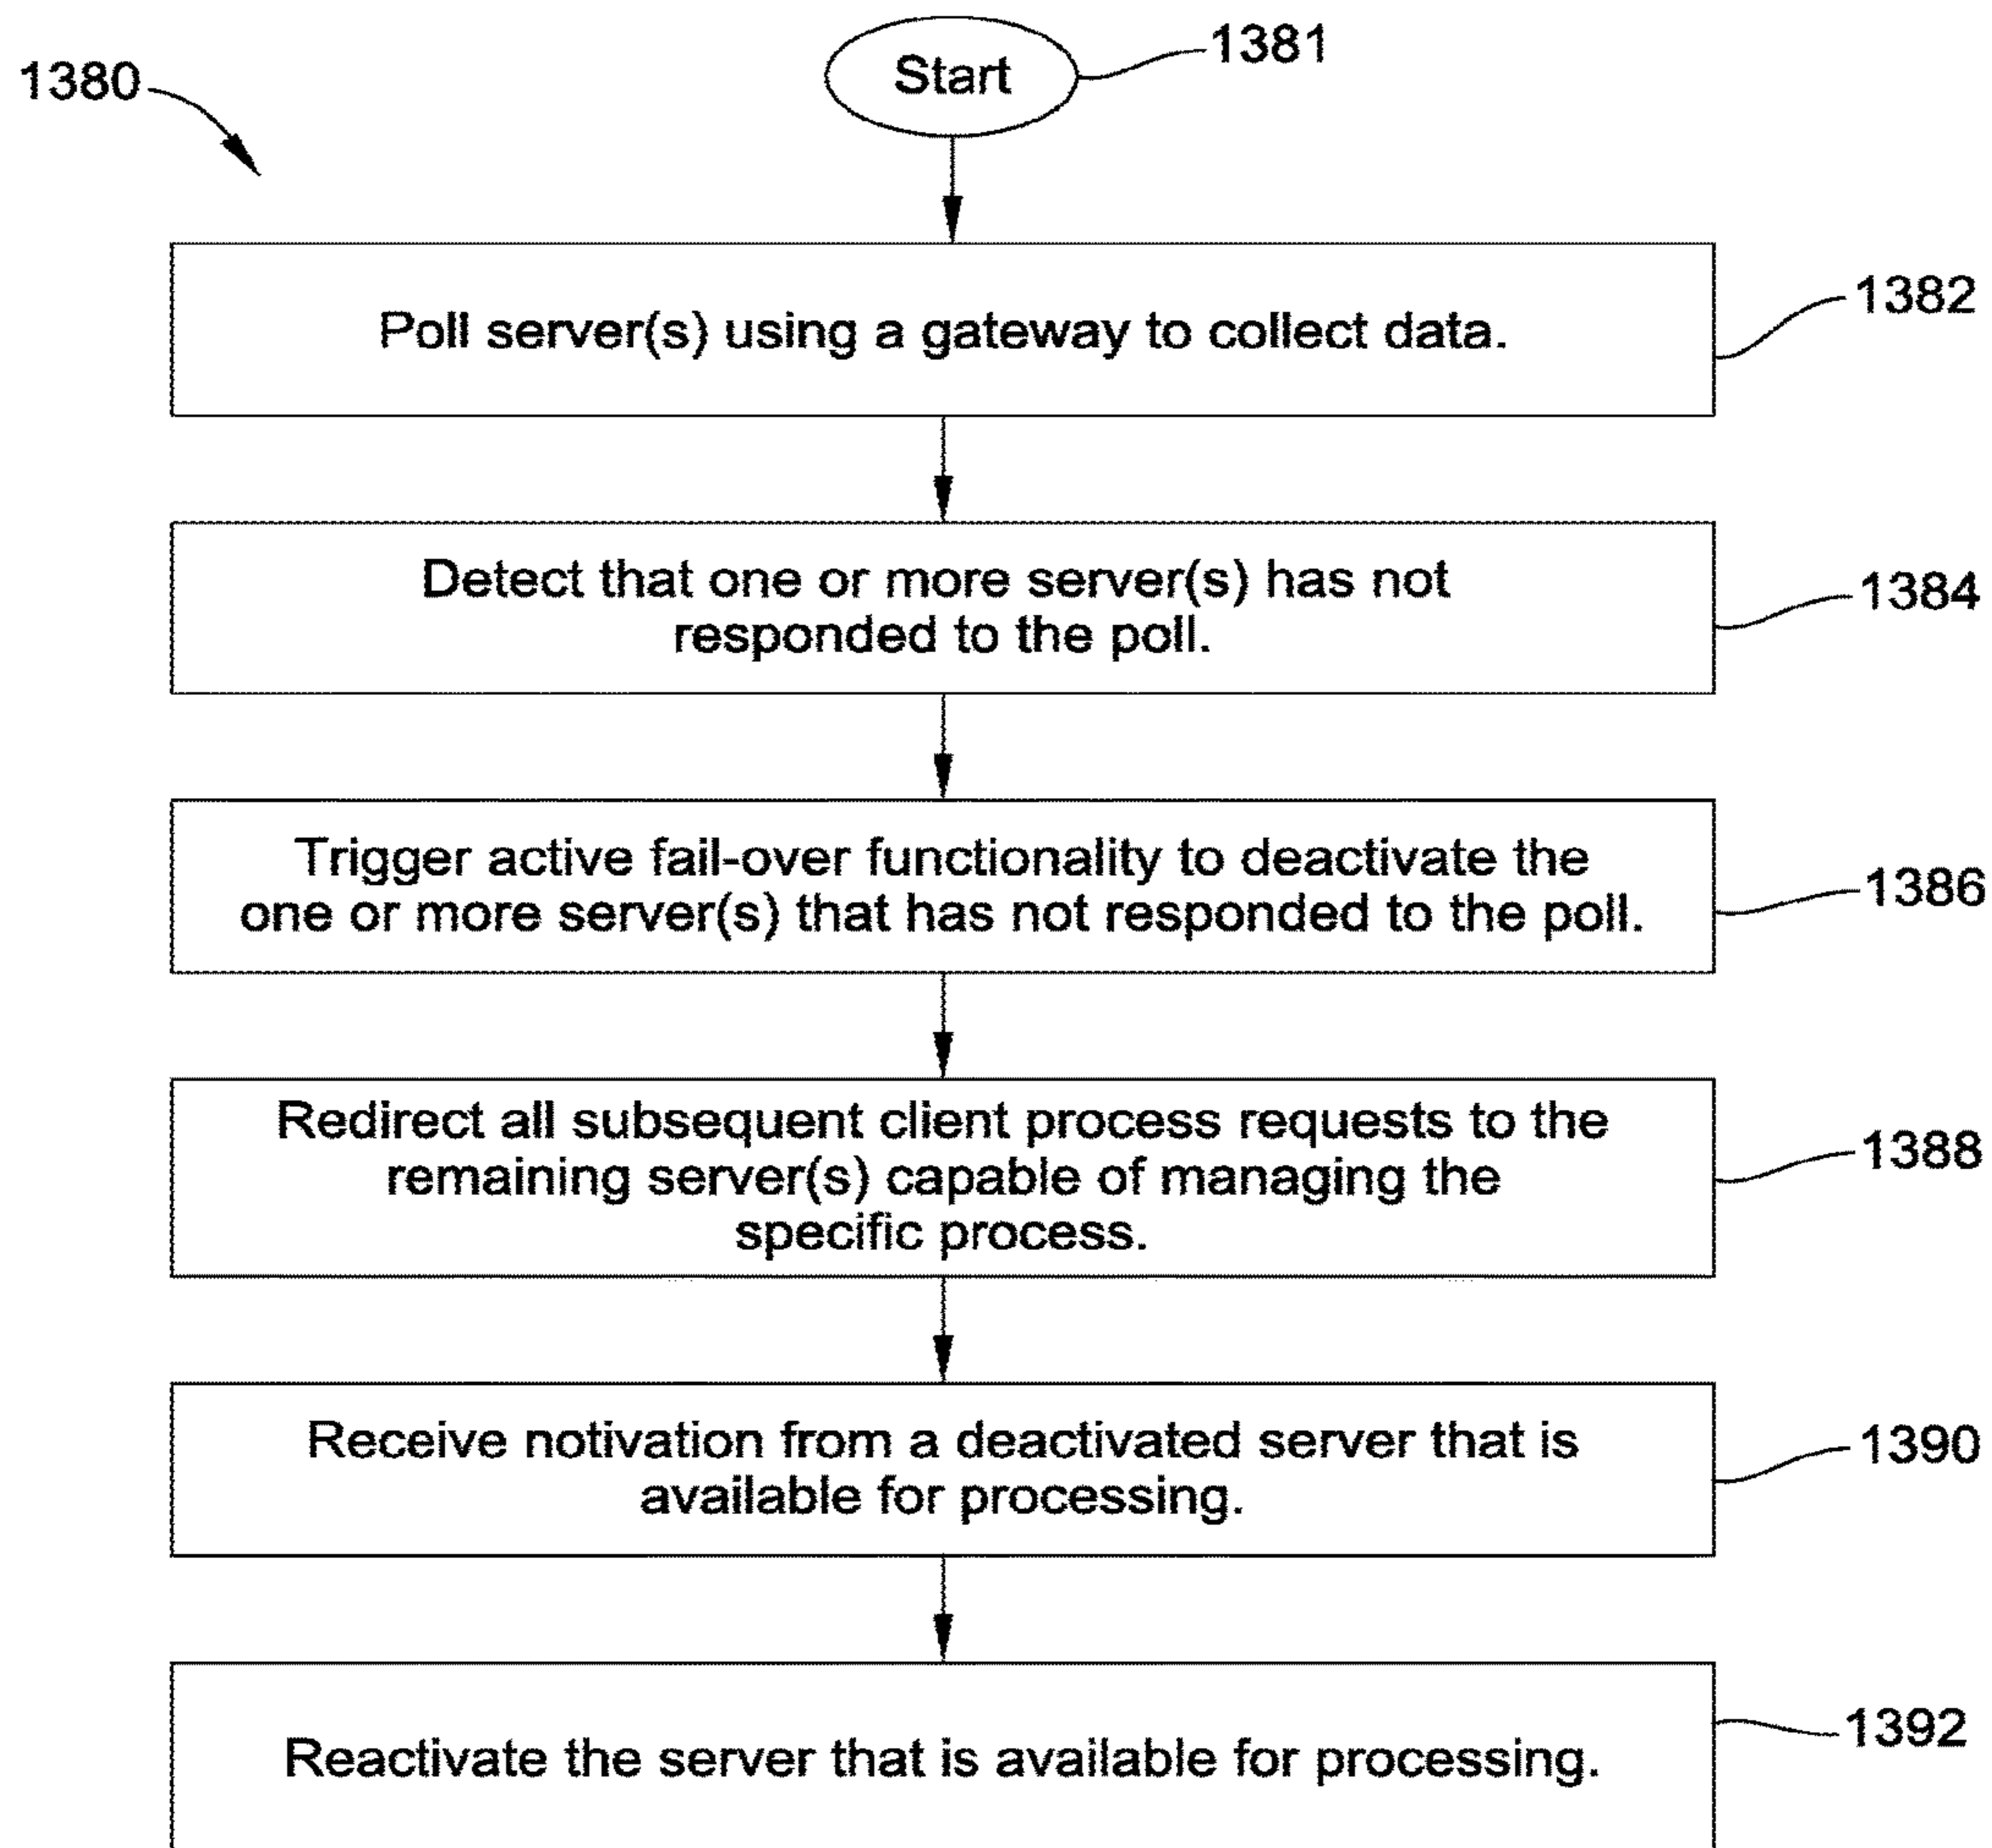 1380
Start
1381
Poll server(s) using a gateway to collect data.
1382
Detect that one or more server(s) has not
responded to the poll.
1384
Trigger active fail-over functionality to deactivate the
one or more server(s) that has not responded to the poll.
1386
Redirect all subsequent client process requests to the
remaining server(s) capable of managing the
specific process.
1388
Receive notivation from a deactivated server that is
available for processing.
1390
Reactivate the server that is available for processing.
1392